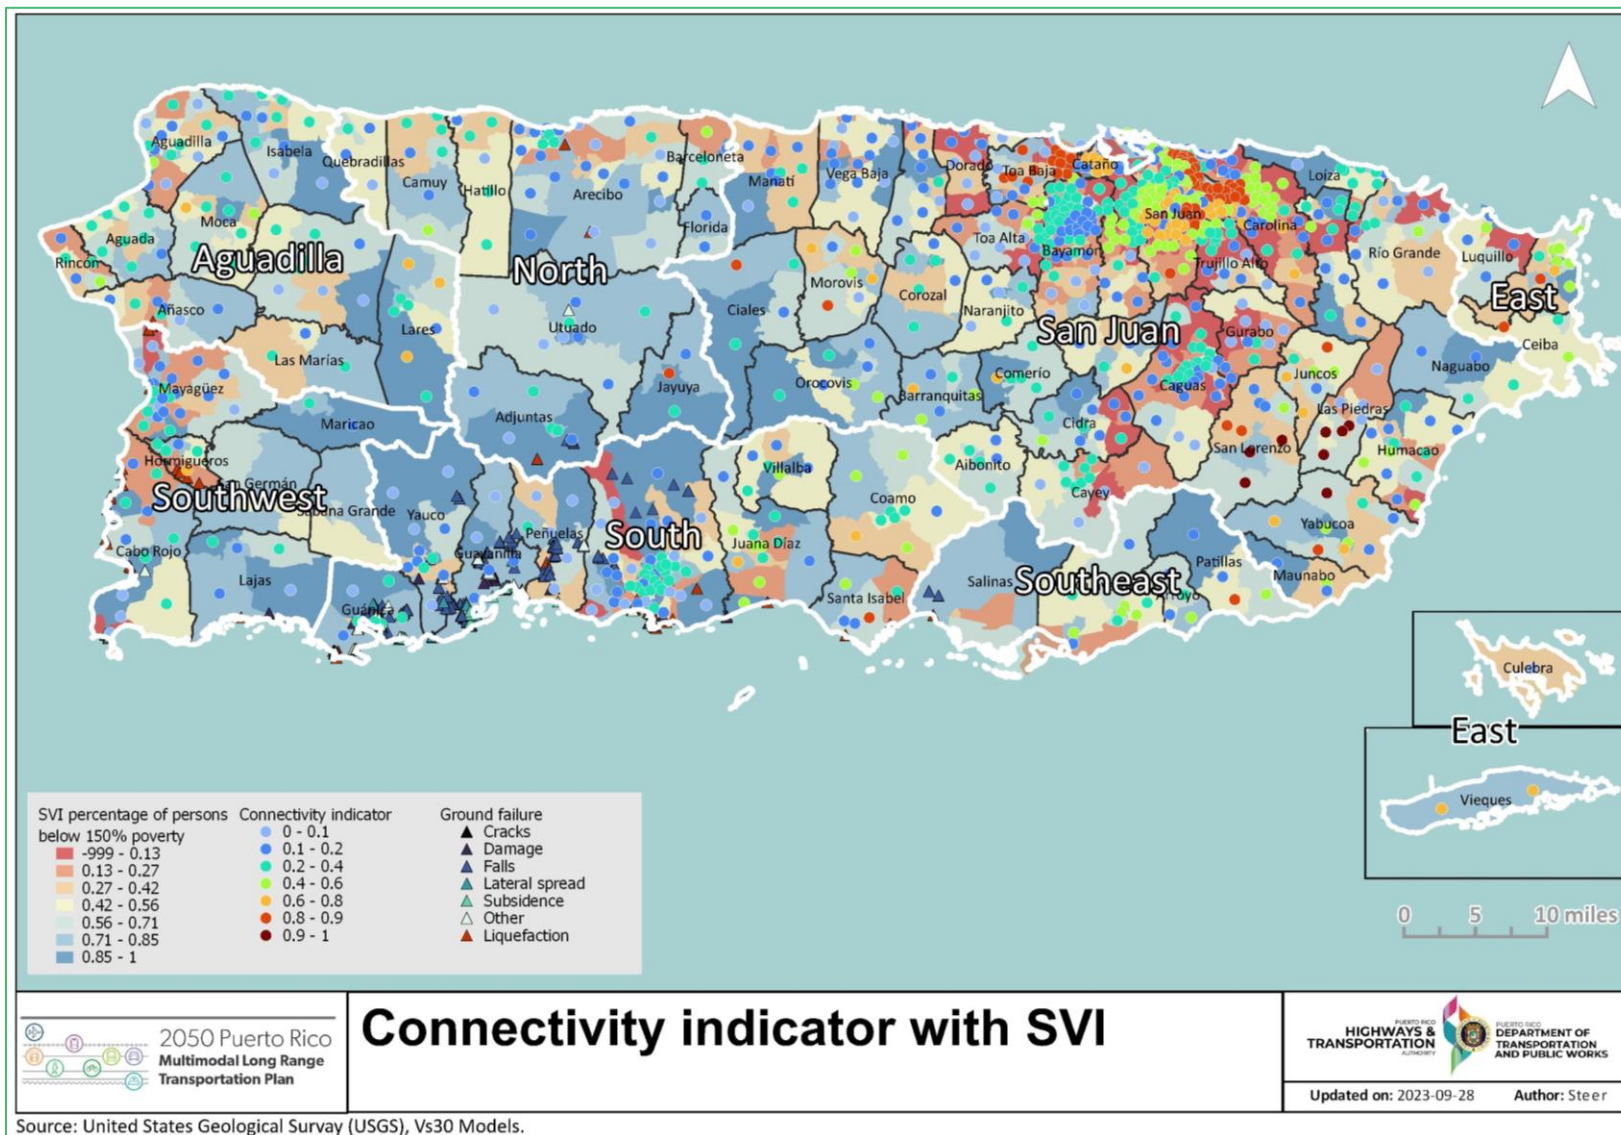 Aguadilla
Isabela
Quebradillas
Camuy
Hatillo
Arecibo
Barceloneta
Florida
Manatí
Vega Baja
Dorado
Toa Baja
Cataño
Loíza
San Juan
Carolina
Bayamón
Toa Alta
Trujillo Alto
Río Grande
Luquillo
Moca
Aguada
Rincón
Aguadilla
North
East
Añasco
Lares
Utuado
Ciales
Morovis
Corozal
Naranjito
San Juan
Gurabo
Ceiba
Las Marías
Mayagüez
Maricao
Adjuntas
Jayuya
Orocovis
Barranquitas
Comerío
Caguas
Juncos
Naguabo
Las Piedras
Cidra
San Lorenzo
Humacao
Hormigueros
Southwest
Sabana Grande
Yauco
Peñuelas
South
Villalba
Coamo
Aibonito
Cayey
Yabucoa
Cabo Rojo
Lajas
Guánica
Guayanilla
Juana Díaz
Santa Isabel
Salinas
Southeast
Patillas
Maunabo
Culebra
East
Vieques
SVI percentage of persons
below 150% poverty
-999 - 0.13
0.13 - 0.27
0.27 - 0.42
0.42 - 0.56
0.56 - 0.71
0.71 - 0.85
0.85 - 1
Connectivity indicator
0 - 0.1
0.1 - 0.2
0.2 - 0.4
0.4 - 0.6
0.6 - 0.8
0.8 - 0.9
0.9 - 1
Ground failure
Cracks
Damage
Falls
Lateral spread
Subsidence
Other
Liquefaction
0 5 10 miles
2050 Puerto Rico
Multimodal Long Range
Transportation Plan
Connectivity indicator with SVI
PUERTO RICO
HIGHWAYS &
TRANSPORTATION
AUTHORITY
PUERTO RICO
DEPARTMENT OF
TRANSPORTATION
AND PUBLIC WORKS
Updated on: 2023-09-28 Author: Steer
Source: United States Geological Survay (USGS), Vs30 Models.